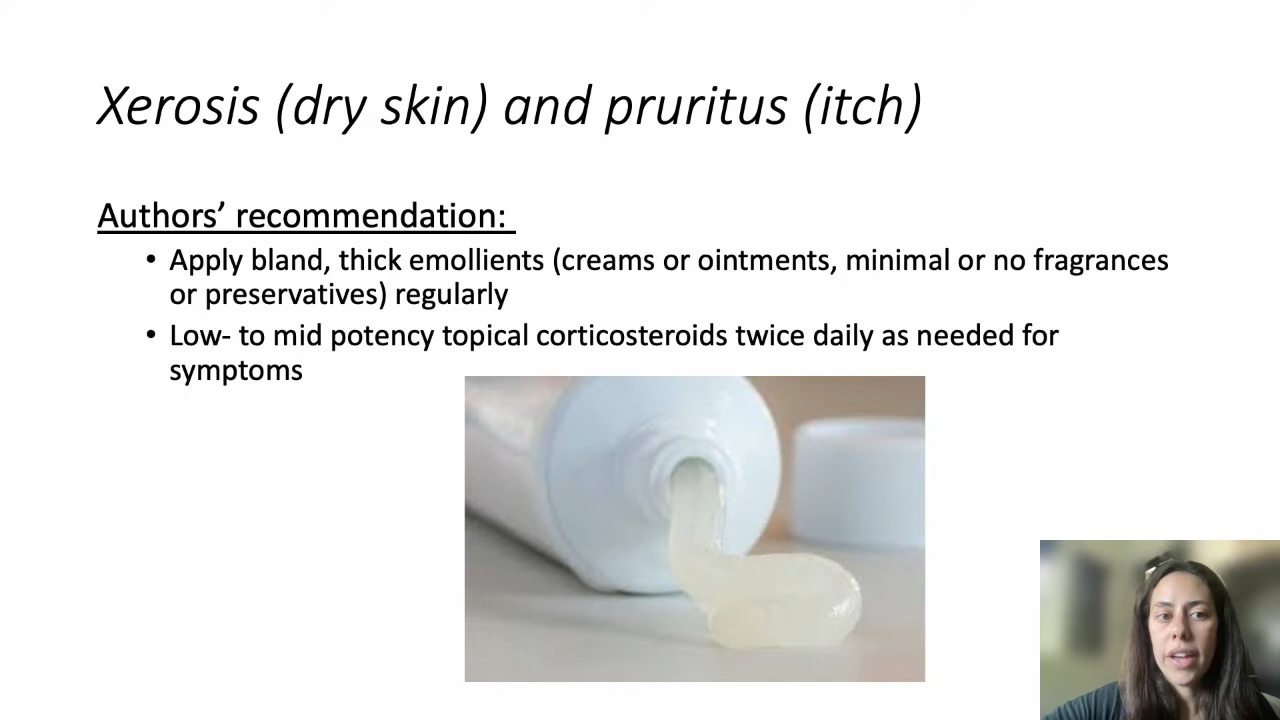 Xerosis (dry skin) and pruritus (itch)
Authors’ recommendation:
• Apply bland, thick emollients (creams or ointments, minimal or no fragrances
or preservatives) regularly
• Low- to mid potency topical corticosteroids twice daily as needed for
symptoms